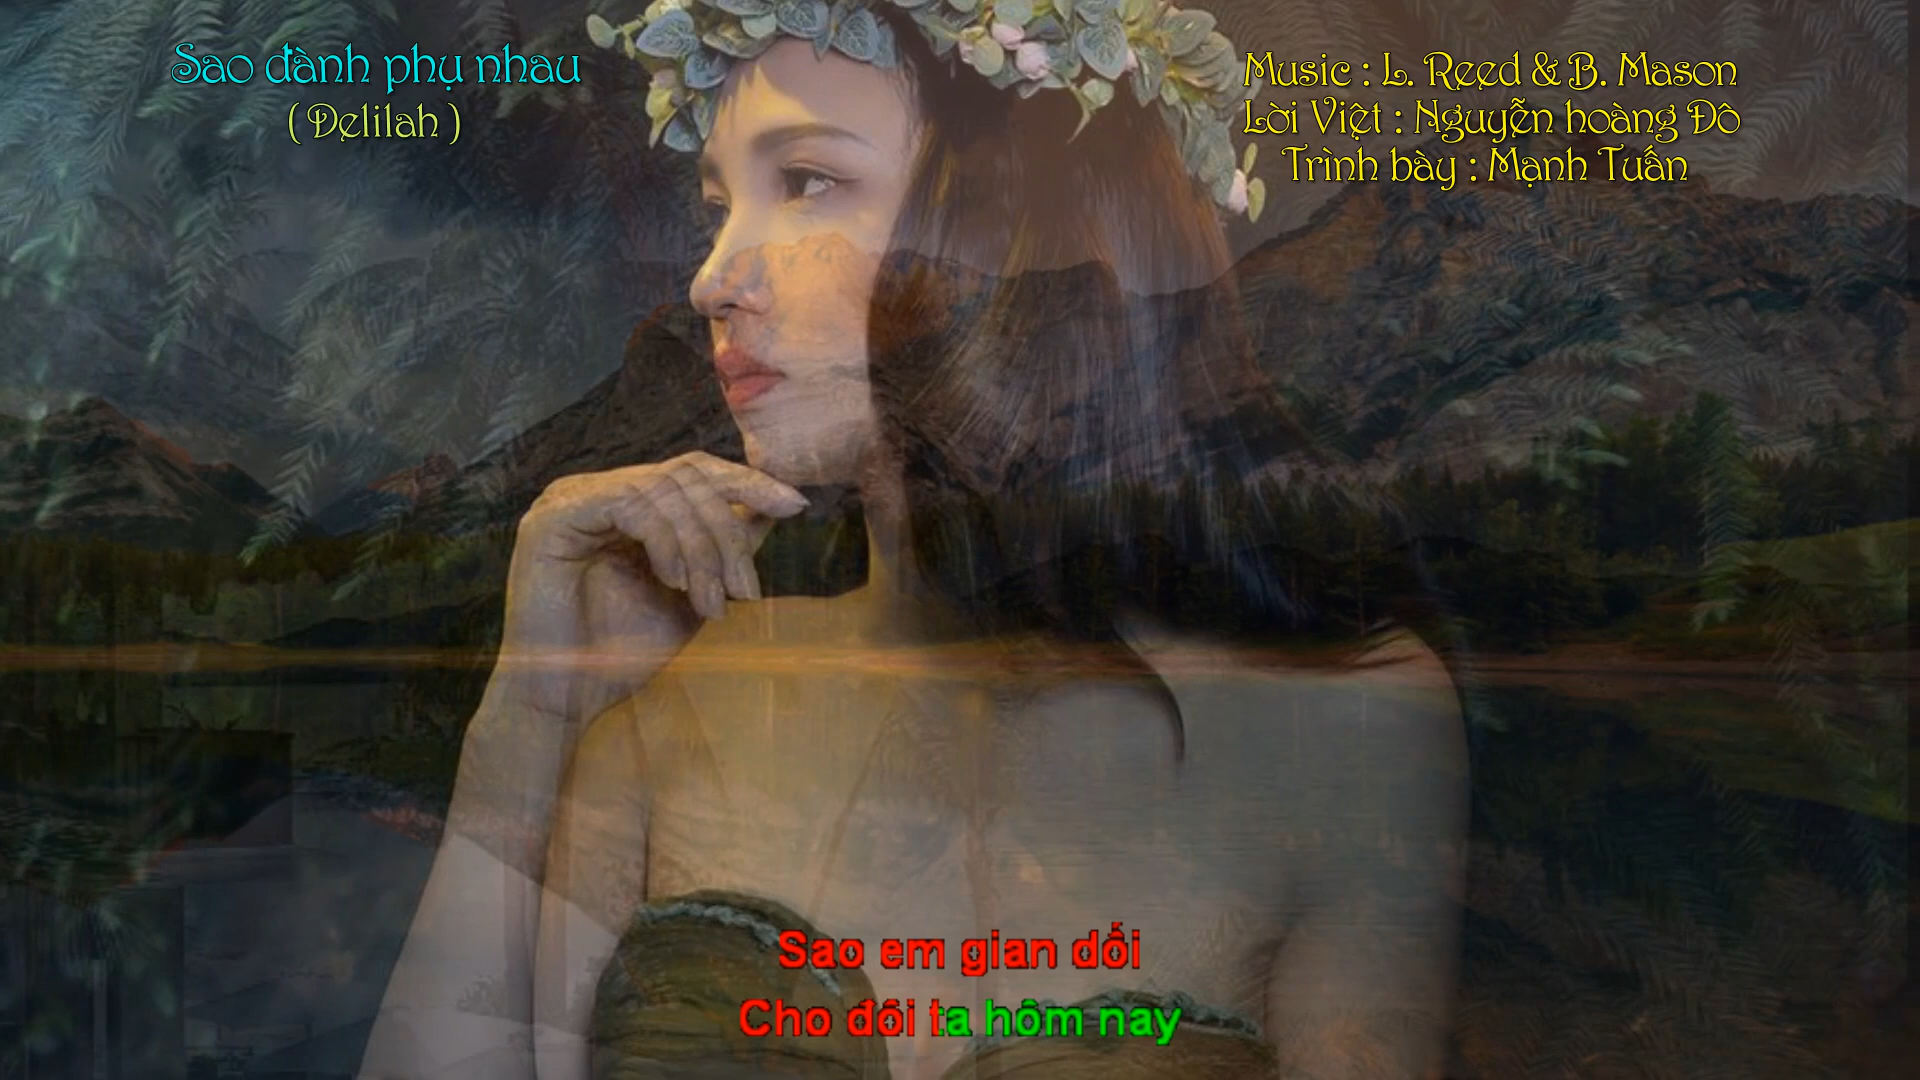 Sao đành phụ nhau
( Delilah )
Music : L. Reed & B. Mason
Lời Việt : Nguyễn hoàng Đô
Trình bày : Mạnh Tuấn
Sao em gian dối
Cho đôi ta hôm nay